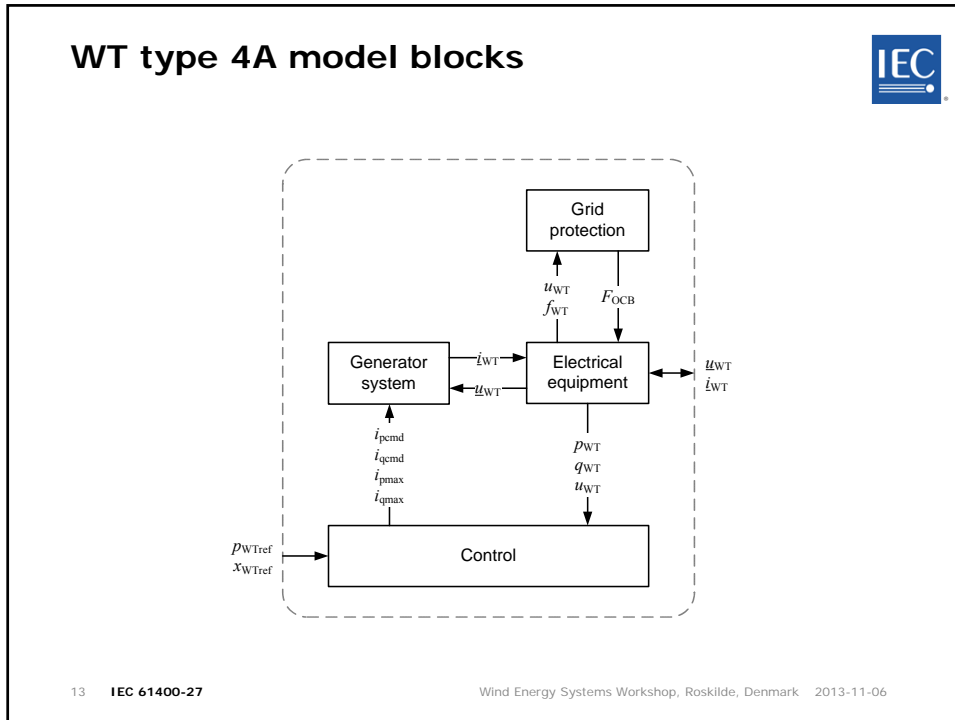 WT type 4A model blocks
IEC
®
Grid
protection
uWT
fWT
FOCB
Generator
system
iWT
uWT
Electrical
equipment
uWT
iWT
ipcmd
iqcmd
ipmax
iqmax
pWT
qWT
uWT
pWTref
xWTref
Control
13 IEC 61400-27 Wind Energy Systems Workshop, Roskilde, Denmark 2013-11-06